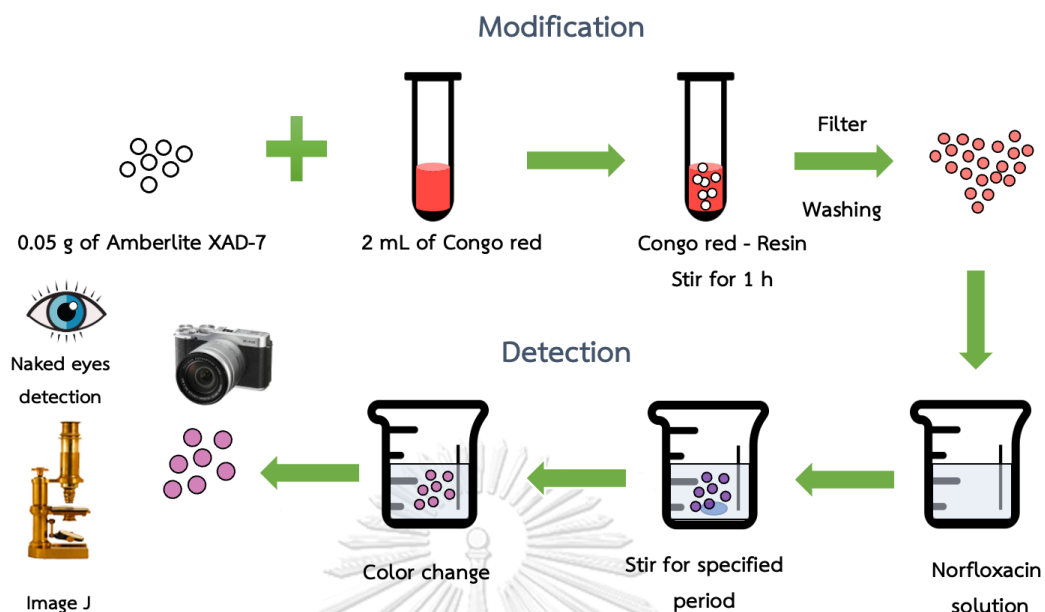 Modification
Filter
Washing
0.05 g of Amberlite XAD-7
2 mL of Congo red
Congo red - Resin
Stir for 1 h
Naked eyes
detection
Detection
Color change
Stir for specified
period
Norfloxacin
solution
Image J